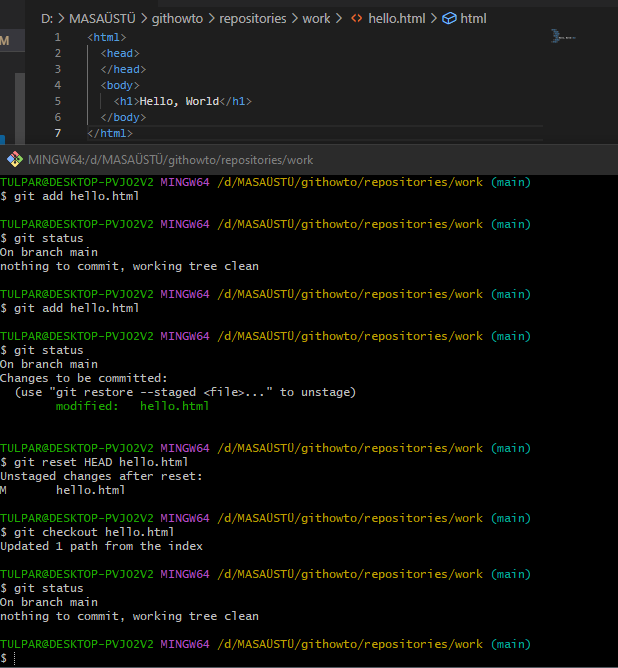 D: > MASAÜSTÜ > githowto > repositories > work > <> hello.html > html
M
1 <html>
2 <head>
3 </head>
4 <body>
5 <h1>Hello, World</h1>
6 </body>
7 </html>
MINGW64:/d/MASAÜSTÜ/githowto/repositories/work
TULPAR@DESKTOP-PVJO2V2 MINGW64 /d/MASAÜSTÜ/githowto/repositories/work (main)
$ git add hello.html
TULPAR@DESKTOP-PVJO2V2 MINGW64 /d/MASAÜSTÜ/githowto/repositories/work (main)
$ git status
On branch main
nothing to commit, working tree clean
TULPAR@DESKTOP-PVJO2V2 MINGW64 /d/MASAÜSTÜ/githowto/repositories/work (main)
$ git add hello.html
TULPAR@DESKTOP-PVJO2V2 MINGW64 /d/MASAÜSTÜ/githowto/repositories/work (main)
$ git status
On branch main
Changes to be committed:
(use "git restore --staged <file>..." to unstage)
modified: hello.html
TULPAR@DESKTOP-PVJO2V2 MINGW64 /d/MASAÜSTÜ/githowto/repositories/work (main)
$ git reset HEAD hello.html
Unstaged changes after reset:
M hello.html
TULPAR@DESKTOP-PVJO2V2 MINGW64 /d/MASAÜSTÜ/githowto/repositories/work (main)
$ git checkout hello.html
Updated 1 path from the index
TULPAR@DESKTOP-PVJO2V2 MINGW64 /d/MASAÜSTÜ/githowto/repositories/work (main)
$ git status
On branch main
nothing to commit, working tree clean
TULPAR@DESKTOP-PVJO2V2 MINGW64 /d/MASAÜSTÜ/githowto/repositories/work (main)
$